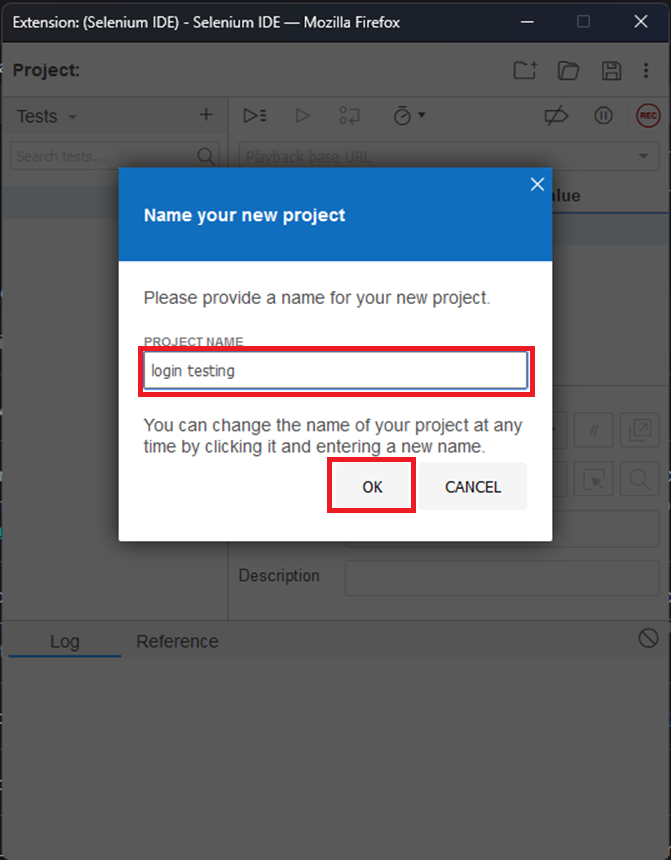 Extension: (Selenium IDE) - Selenium IDE — Mozilla Firefox
Project:
Tests
REC
Search tests...
Playback base URL
alue
Name your new project
Please provide a name for your new project.
PROJECT NAME
login testing
You can change the name of your project at any
time by clicking it and entering a new name.
OK CANCEL
//
Description
Log Reference